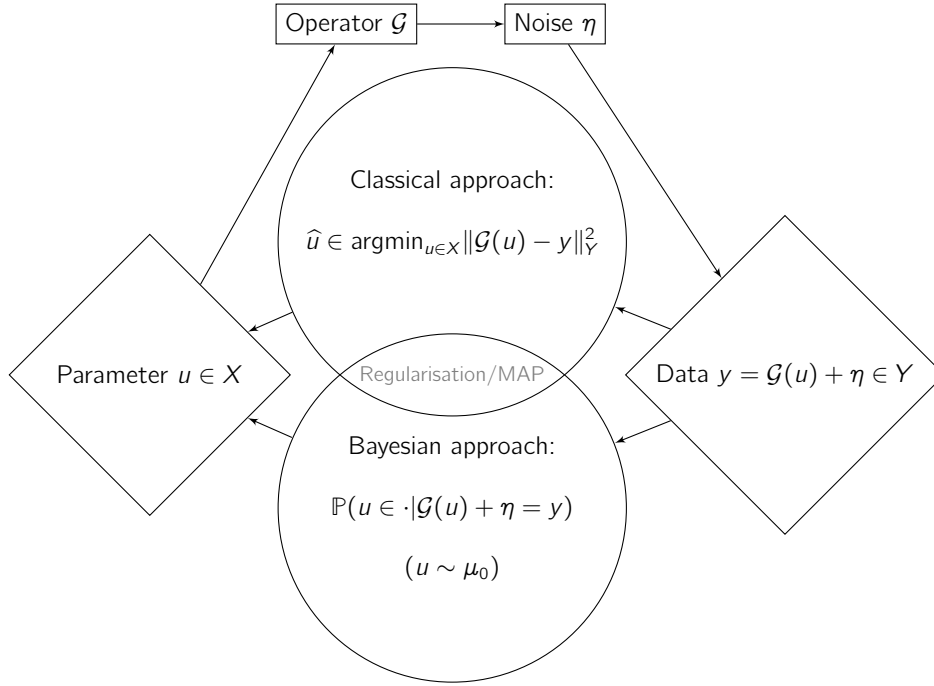 Operator 𝒢
Noise η
Classical approach:
û ∈ argmin_{u∈X} ‖𝒢(u) − y‖²_Y
Parameter u ∈ X
Regularisation/MAP
Data y = 𝒢(u) + η ∈ Y
Bayesian approach:
ℙ(u ∈ ·|𝒢(u) + η = y)
(u ∼ μ₀)